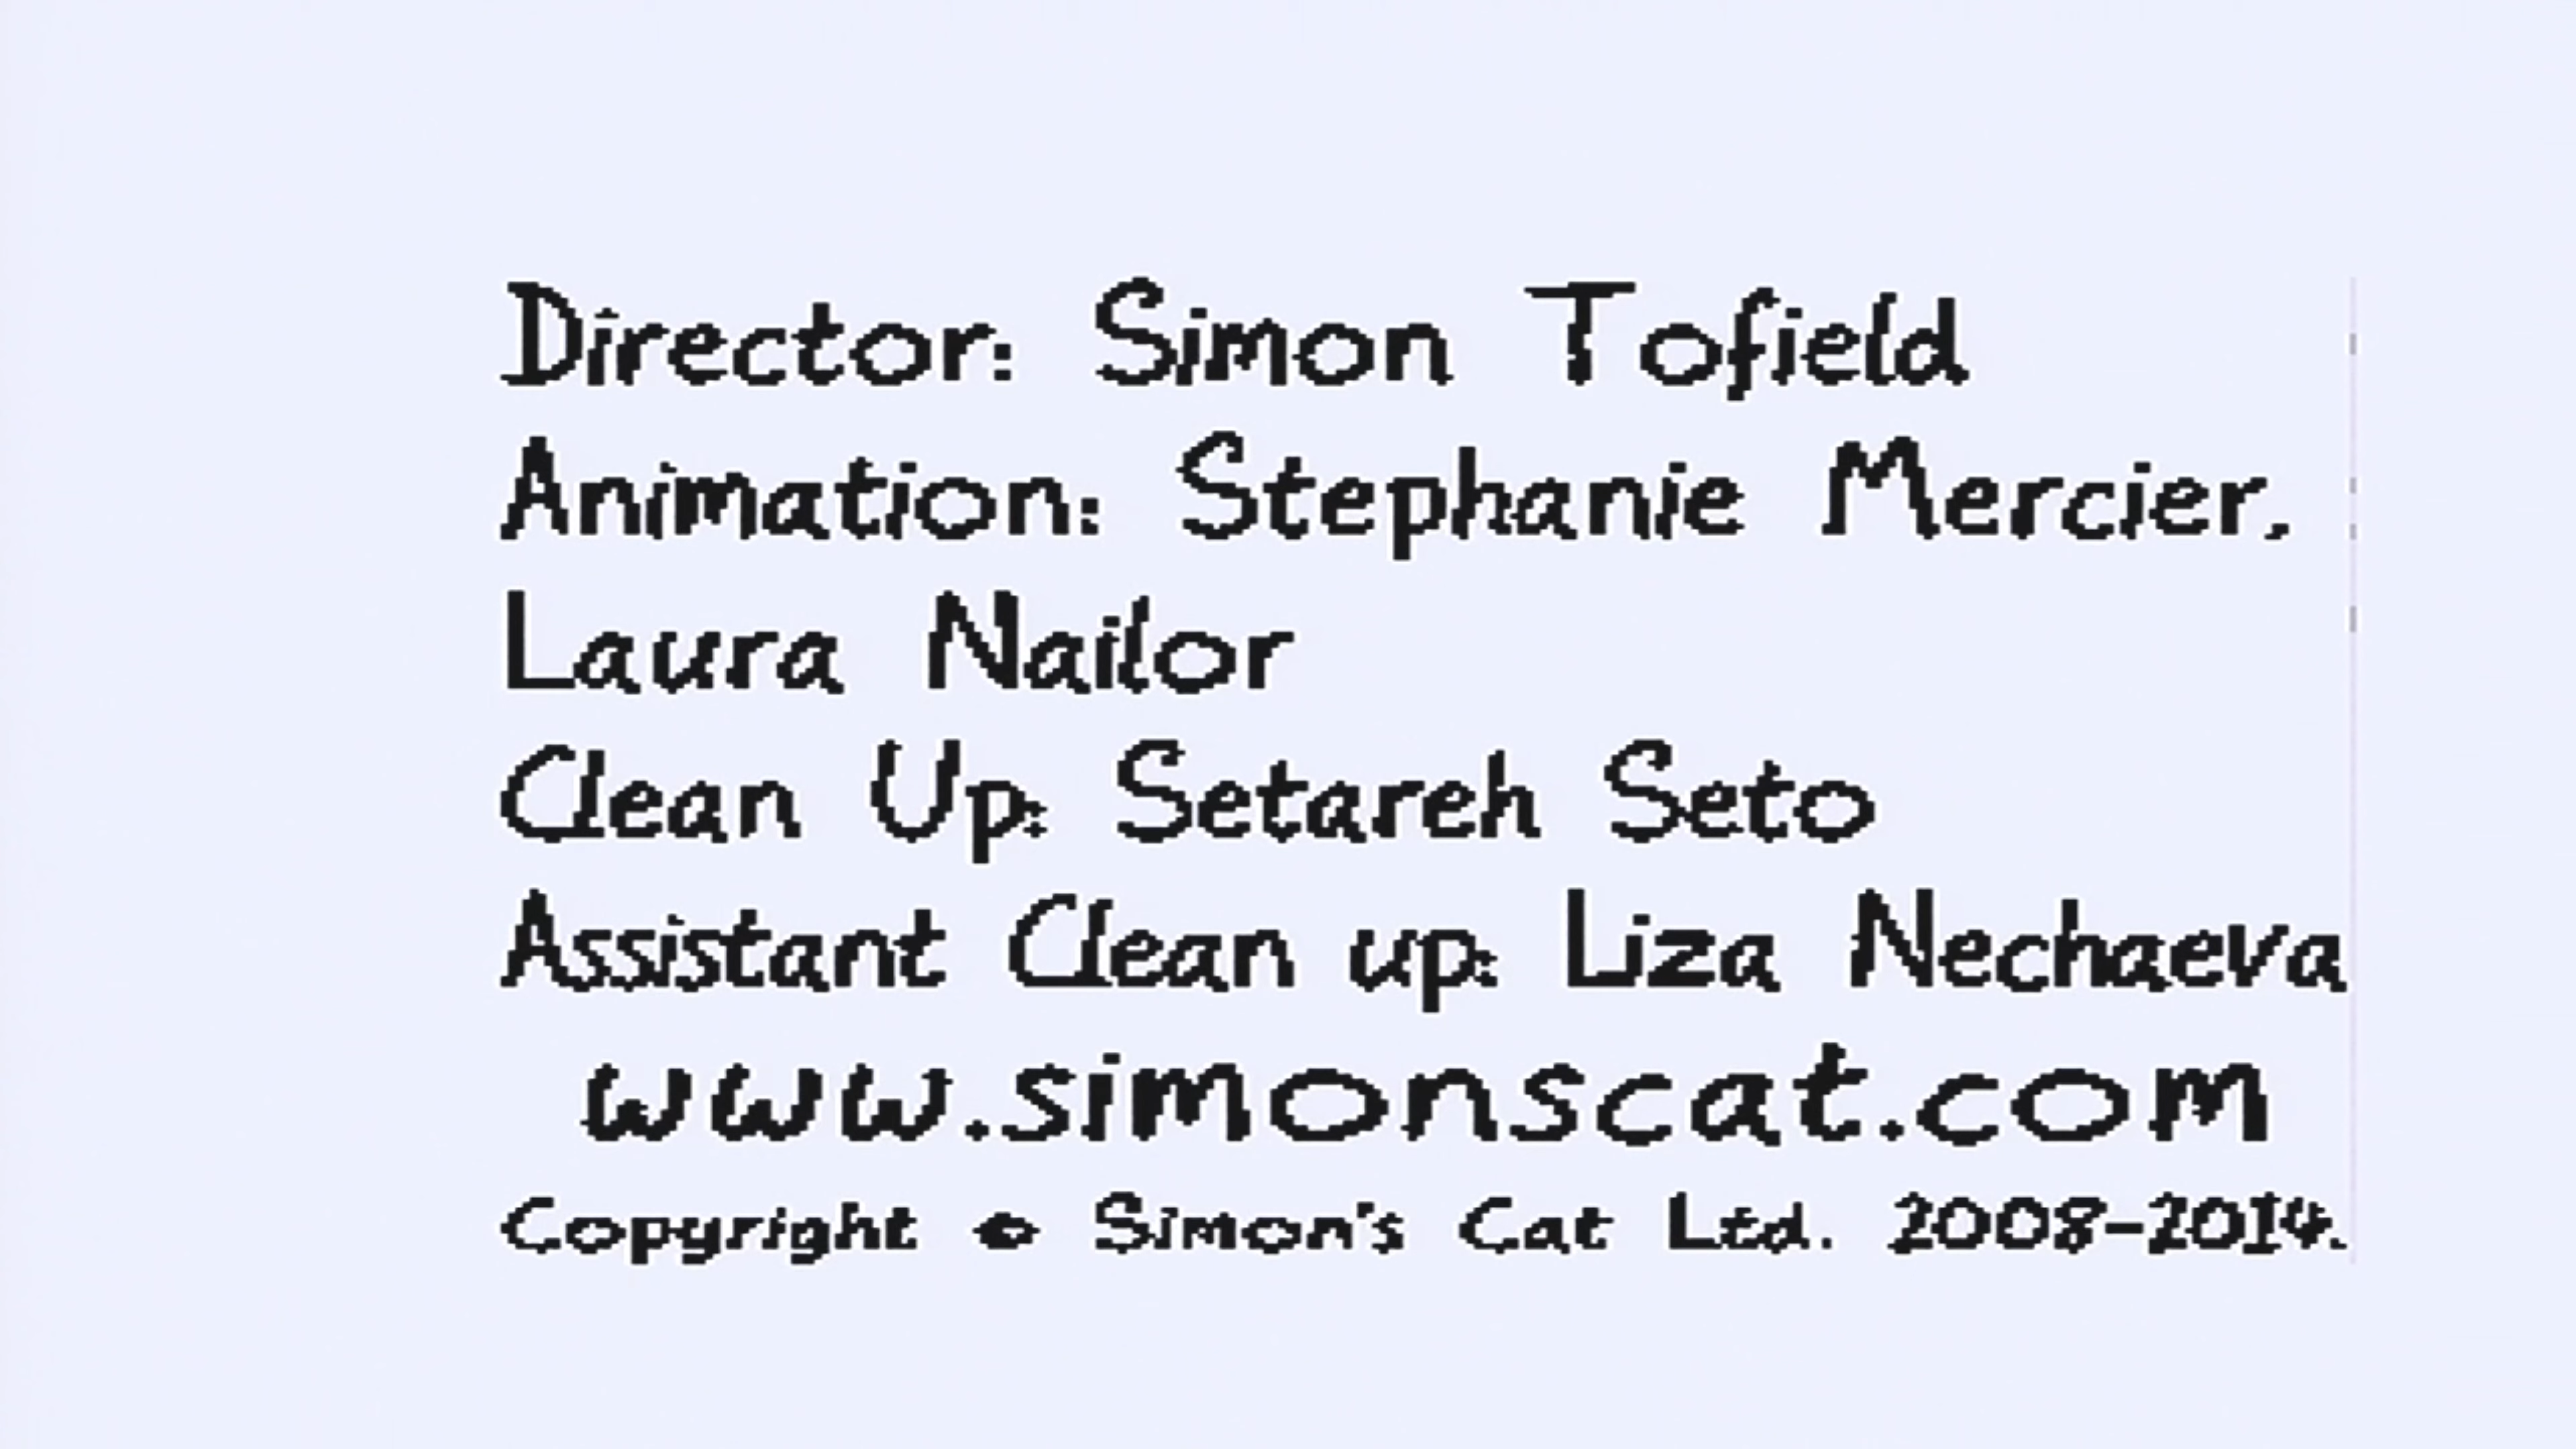 Director: Simon Tofield
Animation: Stephanie Mercier,
Laura Nailor
Clean Up: Setareh Seto
Assistant Clean up: Liza Nechaeva
www.simonscat.com
Copyright © Simon's Cat Ltd. 2008-2014.